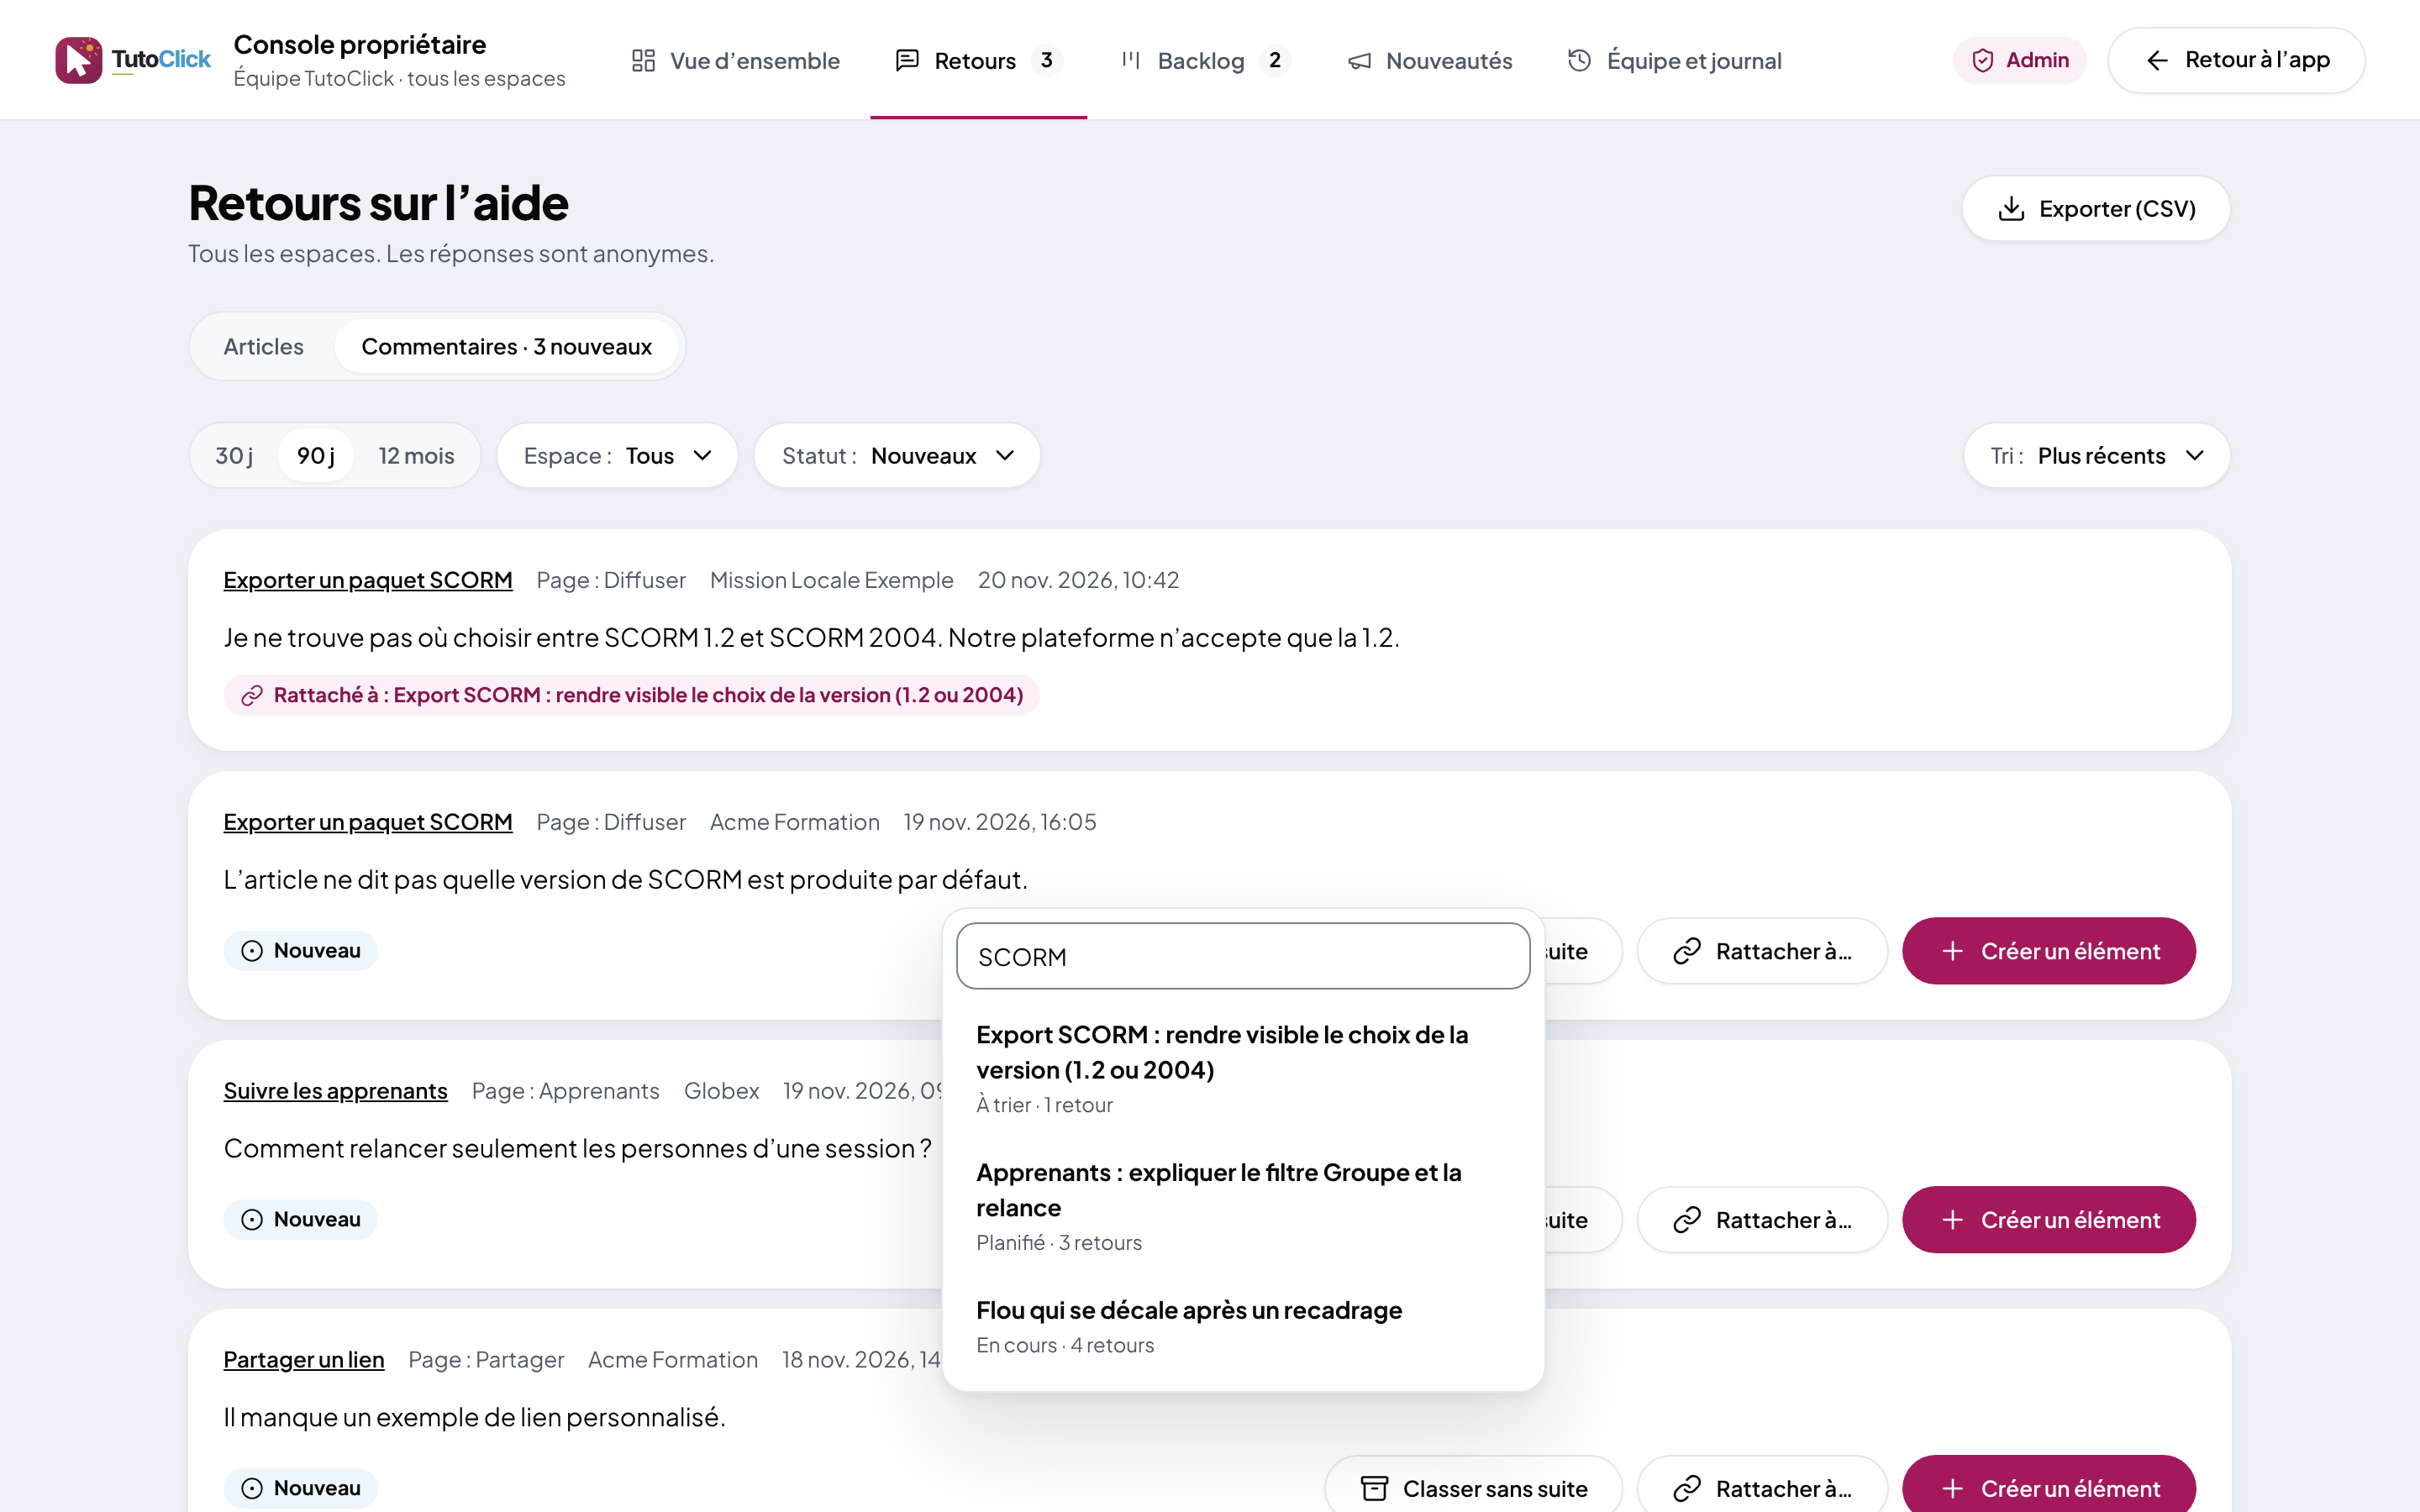 TutoClick
Console propriétaire
Équipe TutoClick · tous les espaces
Vue d’ensemble
Retours 3
Backlog 2
Nouveautés
Équipe et journal
Admin
Retour à l’app
Retours sur l’aide
Tous les espaces. Les réponses sont anonymes.
Exporter (CSV)
Articles
Commentaires · 3 nouveaux
30 j
90 j
12 mois
Espace : Tous
Statut : Nouveaux
Tri : Plus récents
Exporter un paquet SCORM Page : Diffuser Mission Locale Exemple 20 nov. 2026, 10:42
Je ne trouve pas où choisir entre SCORM 1.2 et SCORM 2004. Notre plateforme n’accepte que la 1.2.
Rattaché à : Export SCORM : rendre visible le choix de la version (1.2 ou 2004)
Exporter un paquet SCORM Page : Diffuser Acme Formation 19 nov. 2026, 16:05
L’article ne dit pas quelle version de SCORM est produite par défaut.
Nouveau
suite
Rattacher à…
Créer un élément
SCORM
Export SCORM : rendre visible le choix de la
version (1.2 ou 2004)
À trier · 1 retour
Apprenants : expliquer le filtre Groupe et la
relance
Planifié · 3 retours
Flou qui se décale après un recadrage
En cours · 4 retours
Suivre les apprenants Page : Apprenants Globex 19 nov. 2026,
Comment relancer seulement les personnes d’une session ?
Nouveau
suite
Rattacher à…
Créer un élément
Partager un lien Page : Partager Acme Formation 18 nov. 2026, 14
Il manque un exemple de lien personnalisé.
Nouveau
Classer sans suite
Rattacher à…
Créer un élément